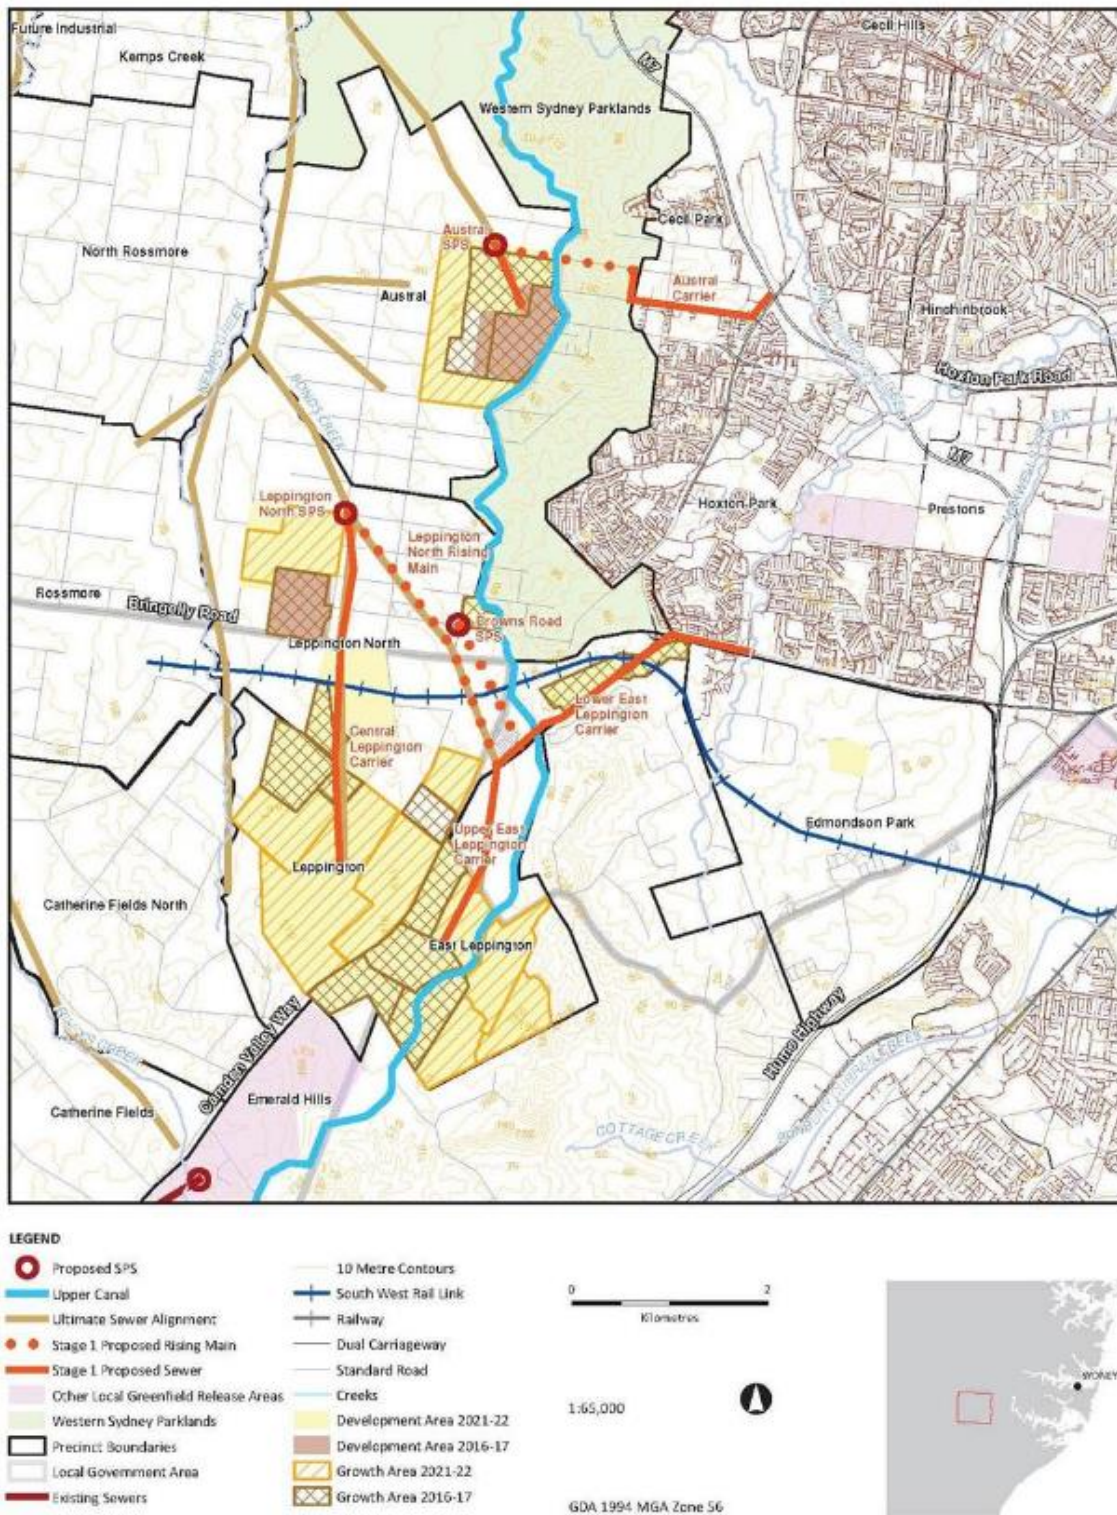 Future Industrial
Kemps Creek
Cecil Hills
M7
Western Sydney Parklands
Cecil Park
North Rossmore
Austral
SPS
Austral
Austral
Carrier
Hinchinbrook
Hoxton Park Road
KEMPS CREEK
BONDS CREEK
M7
Leppington
North SPS
Hoxton Park
Prestons
Leppington
North Rising
Main
Rossmore
Bringelly Road
Browns Road
SPS
Leppington North
Lower East
Leppington
Carrier
Central
Leppington
Carrier
Upper East
Leppington
Carrier
Edmondson Park
Leppington
Catherine Fields North
East Leppington
Camden Valley Way
Hume Highway
Emerald Hills
Catherine Fields
COTTAGE CREEK
LEGEND
Proposed SPS
Upper Canal
Ultimate Sewer Alignment
Stage 1 Proposed Rising Main
Stage 1 Proposed Sewer
Other Local Greenfield Release Areas
Western Sydney Parklands
Precinct Boundaries
Local Government Area
Existing Sewers
10 Metre Contours
South West Rail Link
Railway
Dual Carriageway
Standard Road
Creeks
Development Area 2021-22
Development Area 2016-17
Growth Area 2021-22
Growth Area 2016-17
0 2
Kilometres
1:65,000
GDA 1994 MGA Zone 56
SYDNEY